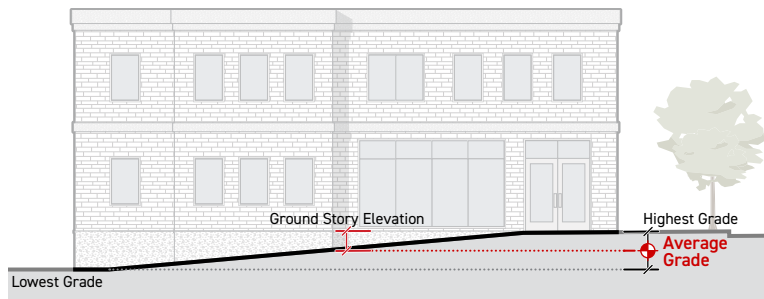 Ground Story Elevation
Highest Grade
Average
Grade
Lowest Grade